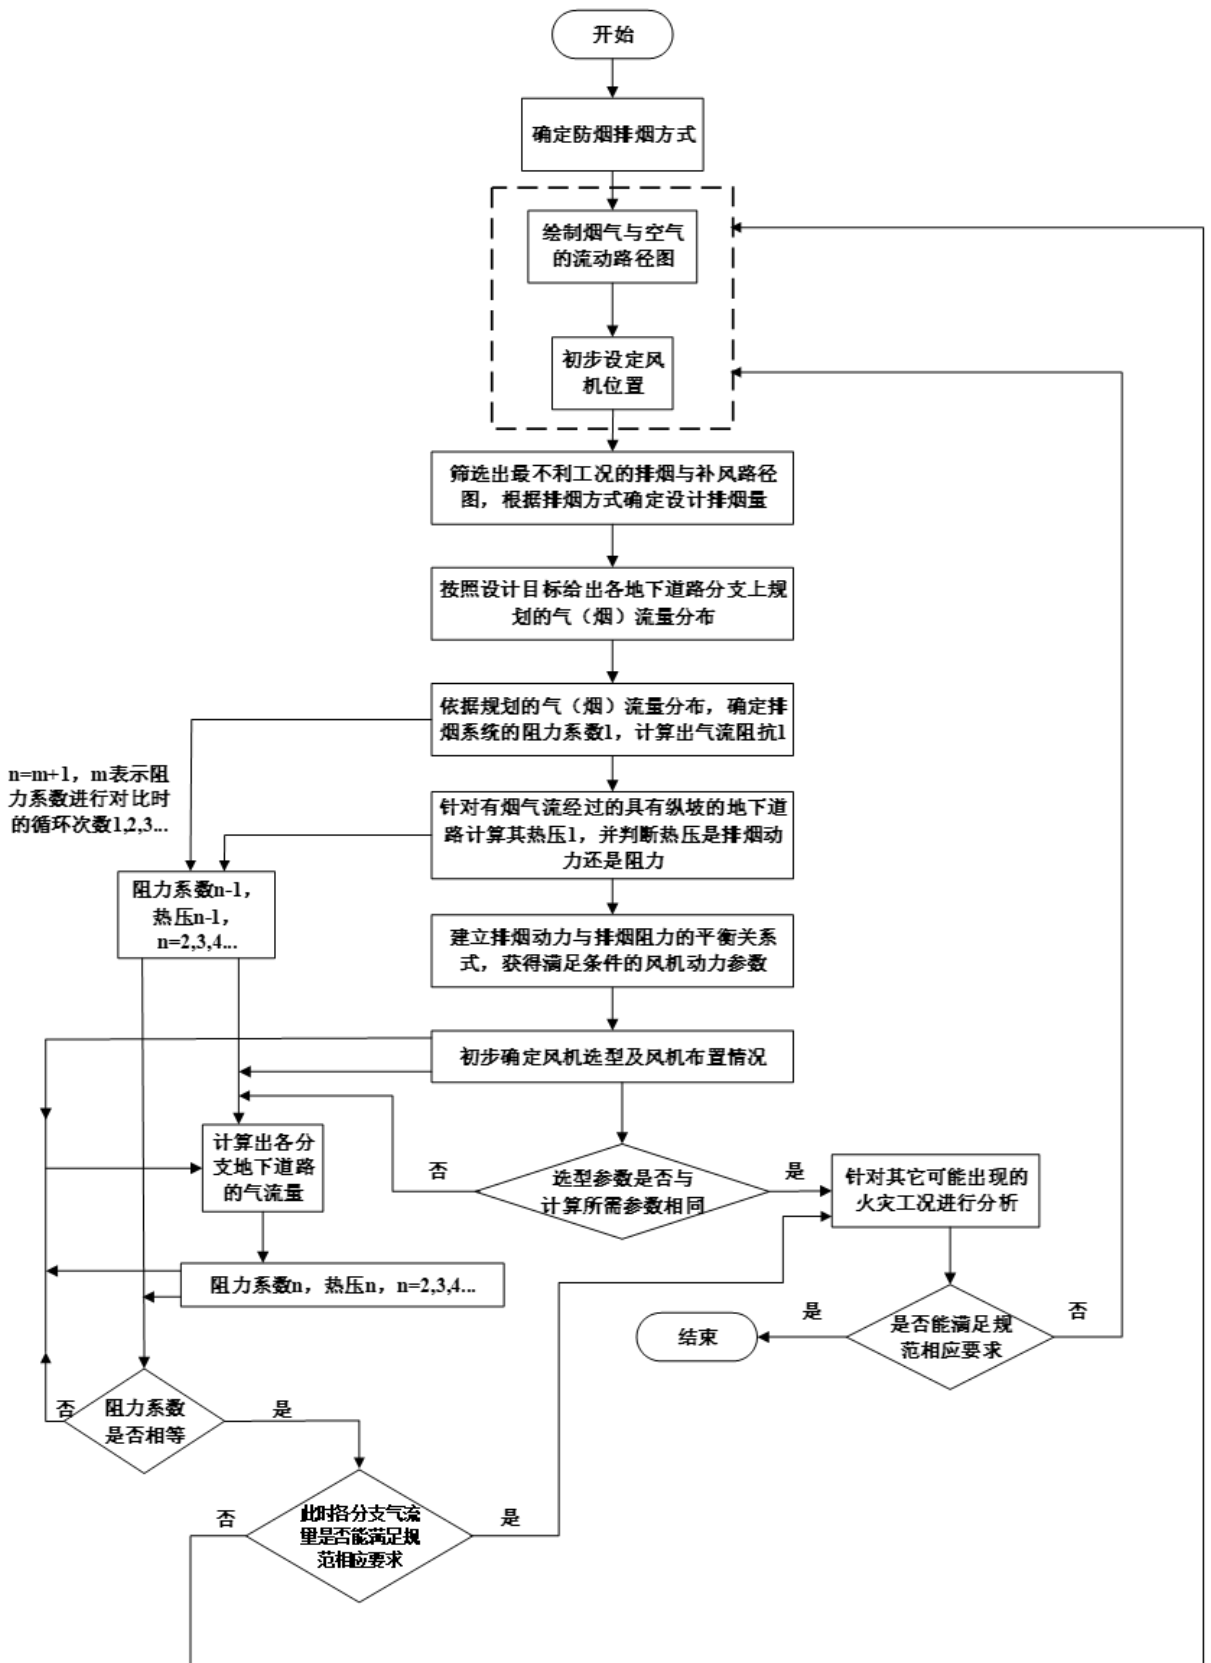 开始
确定防烟排烟方式
绘制烟气与空气
的流动路径图
初步设定风
机位置
筛选出最不利工况的排烟与补风路径
图，根据排烟方式确定设计排烟量
按照设计目标给出各地下道路分支上规
划的气（烟）流量分布
依据规划的气（烟）流量分布，确定排
烟系统的阻力系数1，计算出气流阻抗1
n=m+1，m表示阻
力系数进行对比时
的循环次数1,2,3...
针对有烟气流经过的具有纵坡的地下道
路计算其热压1，并判断热压是排烟动
力还是阻力
阻力系数n-1，
热压n-1，
n=2,3,4...
建立排烟动力与排烟阻力的平衡关系
式，获得满足条件的风机动力参数
初步确定风机选型及风机布置情况
计算出各分
支地下道路
的气流量
否
选型参数是否与
计算所需参数相同
是
针对其它可能出现的
火灾工况进行分析
阻力系数n，热压n，n=2,3,4...
结束
是
是否能满足规
范相应要求
否
否
阻力系数
是否相等
是
否
此时各分支气流
量是否能满足规
范相应要求
是